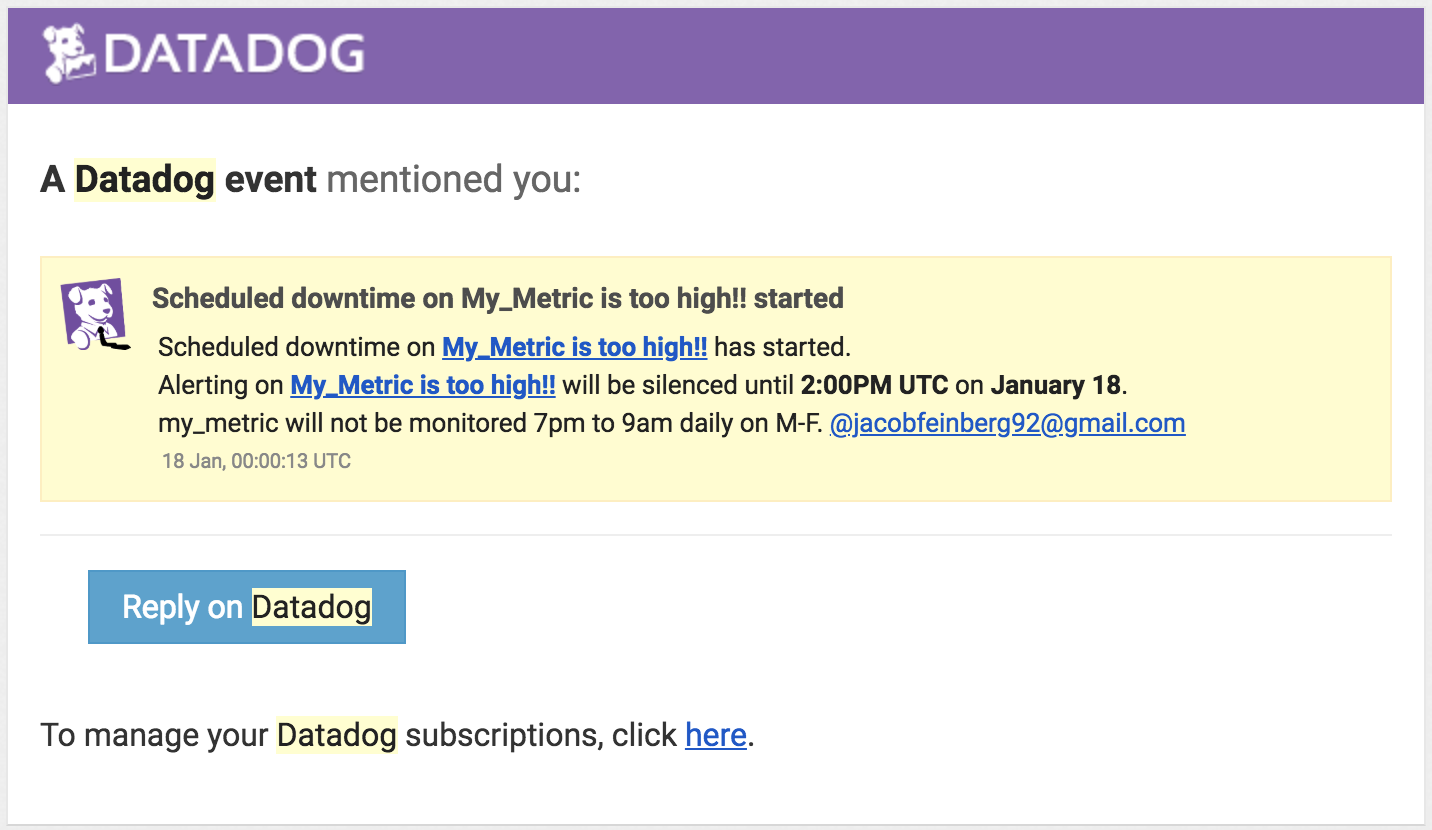 DATADOG
A Datadog event mentioned you:
Scheduled downtime on My_Metric is too high!! started
Scheduled downtime on My_Metric is too high!! has started.
Alerting on My_Metric is too high!! will be silenced until 2:00PM UTC on January 18.
my_metric will not be monitored 7pm to 9am daily on M-F. @jacobfeinberg92@gmail.com
18 Jan, 00:00:13 UTC
Reply on Datadog
To manage your Datadog subscriptions, click here.